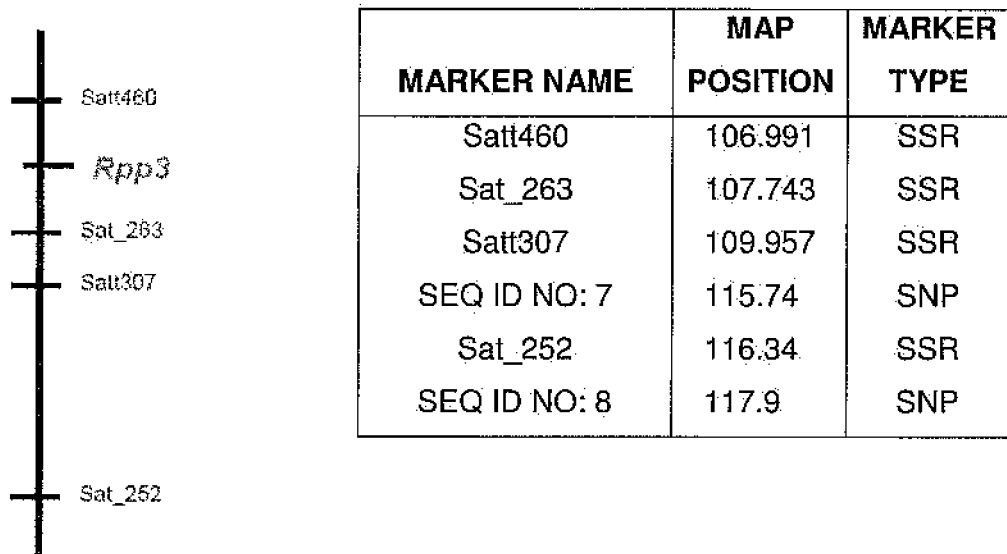 Satt460
Rpp3
Sat_263
Satt307
Sat_252
MARKER NAME MAP POSITION MARKER TYPE
Satt460 106.991 SSR
Sat_263 107.743 SSR
Satt307 109.957 SSR
SEQ ID NO: 7 115.74 SNP
Sat_252 116.34 SSR
SEQ ID NO: 8 117.9 SNP